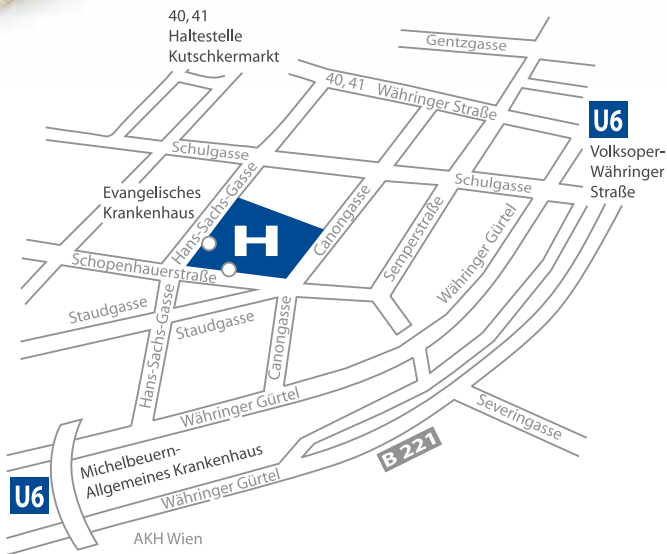 40, 41
Haltestelle
Kutschkermarkt
Gentzgasse
40, 41 Währinger Straße
U6
Volksoper-
Währinger
Straße
Schulgasse
Schulgasse
Evangelisches
Krankenhaus
Hans-Sachs-Gasse
H
Canongasse
Semperstraße
Währinger Gürtel
Schopenhauerstraße
Staudgasse
Staudgasse
Hans-Sachs-Gasse
Canongasse
Währinger Gürtel
Severingasse
B 221
Michelbeuern-
Allgemeines Krankenhaus
U6
Währinger Gürtel
AKH Wien